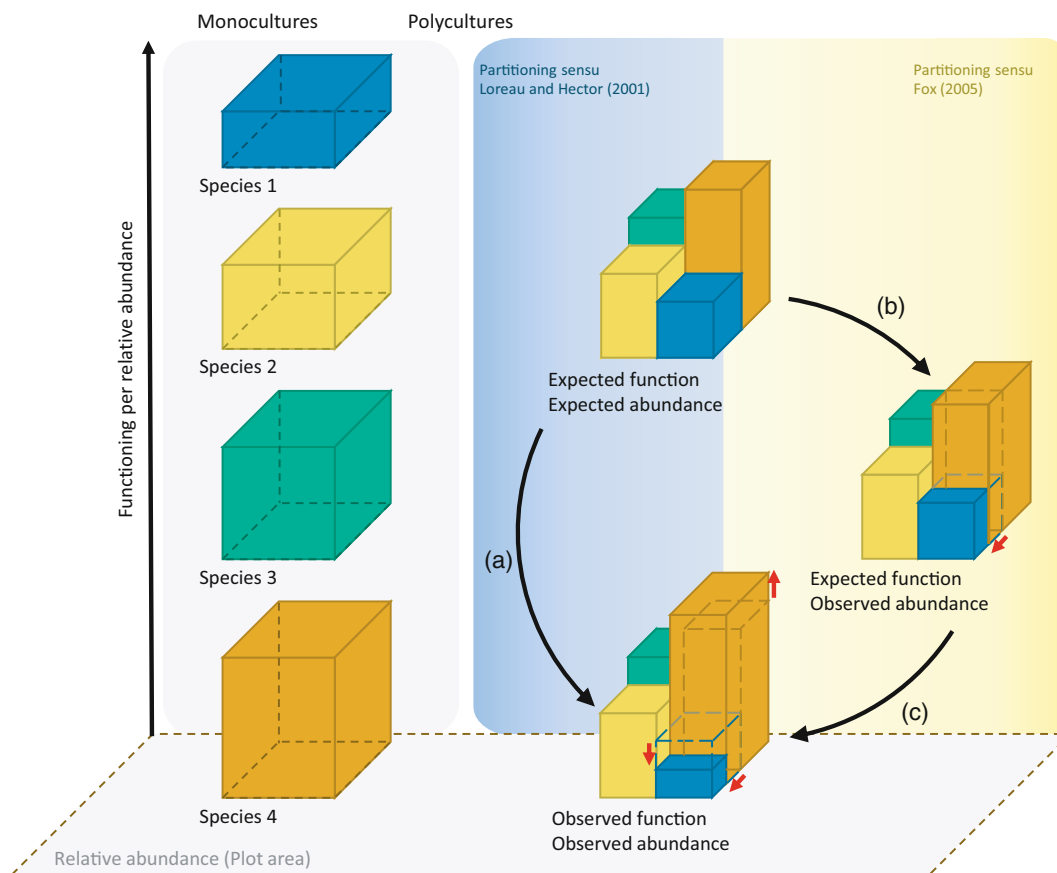 Monocultures
Polycultures
Partitioning sensu
Loreau and Hector (2001)
Partitioning sensu
Fox (2005)
Functioning per relative abundance
Species 1
Species 2
Species 3
Species 4
Expected function
Expected abundance
(b)
(a)
Expected function
Observed abundance
(c)
Observed function
Observed abundance
Relative abundance (Plot area)